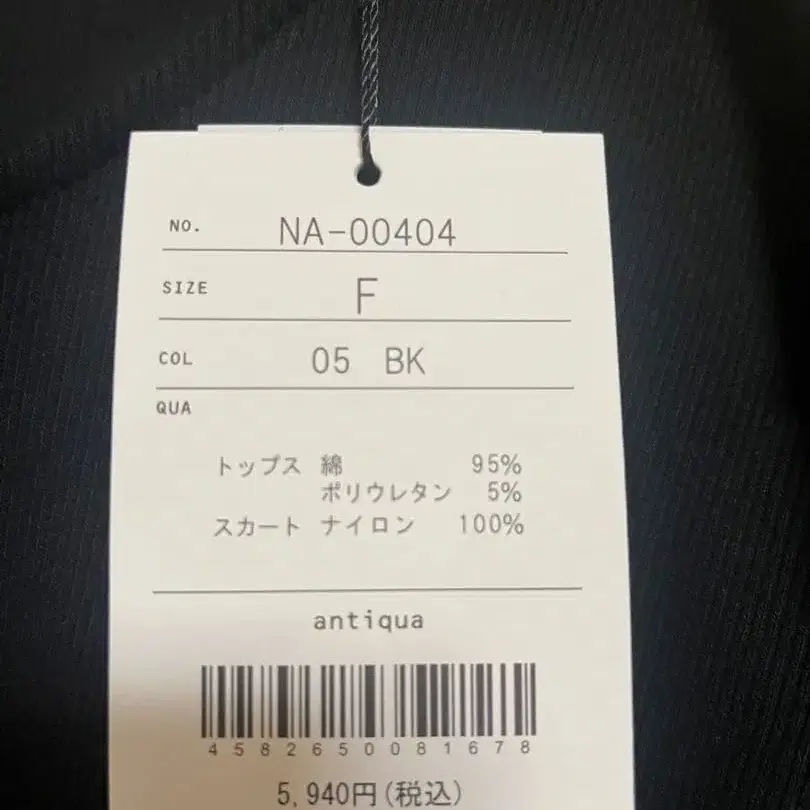 NO. NA-00404
SIZE F
COL 05 BK
QUA
トップス 綿 95%
ポリウレタン 5%
スカート ナイロン 100%
antiqua
4582650081678
5,940円(税込)